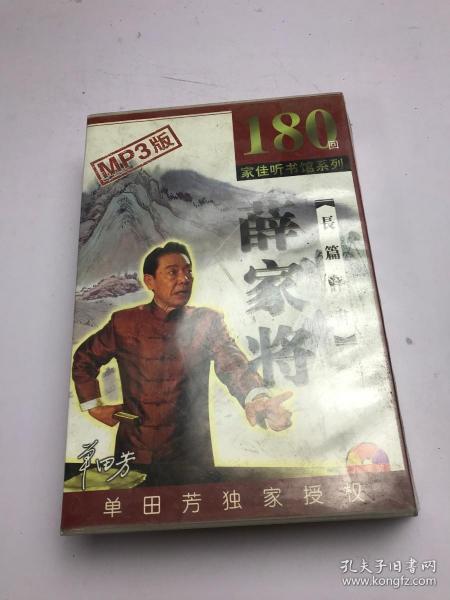 MP3版
180回
家佳听书馆系列
薛家将
【長篇評書】
单田芳
单田芳独家授权
孔夫子旧书网
www.kongfz.com